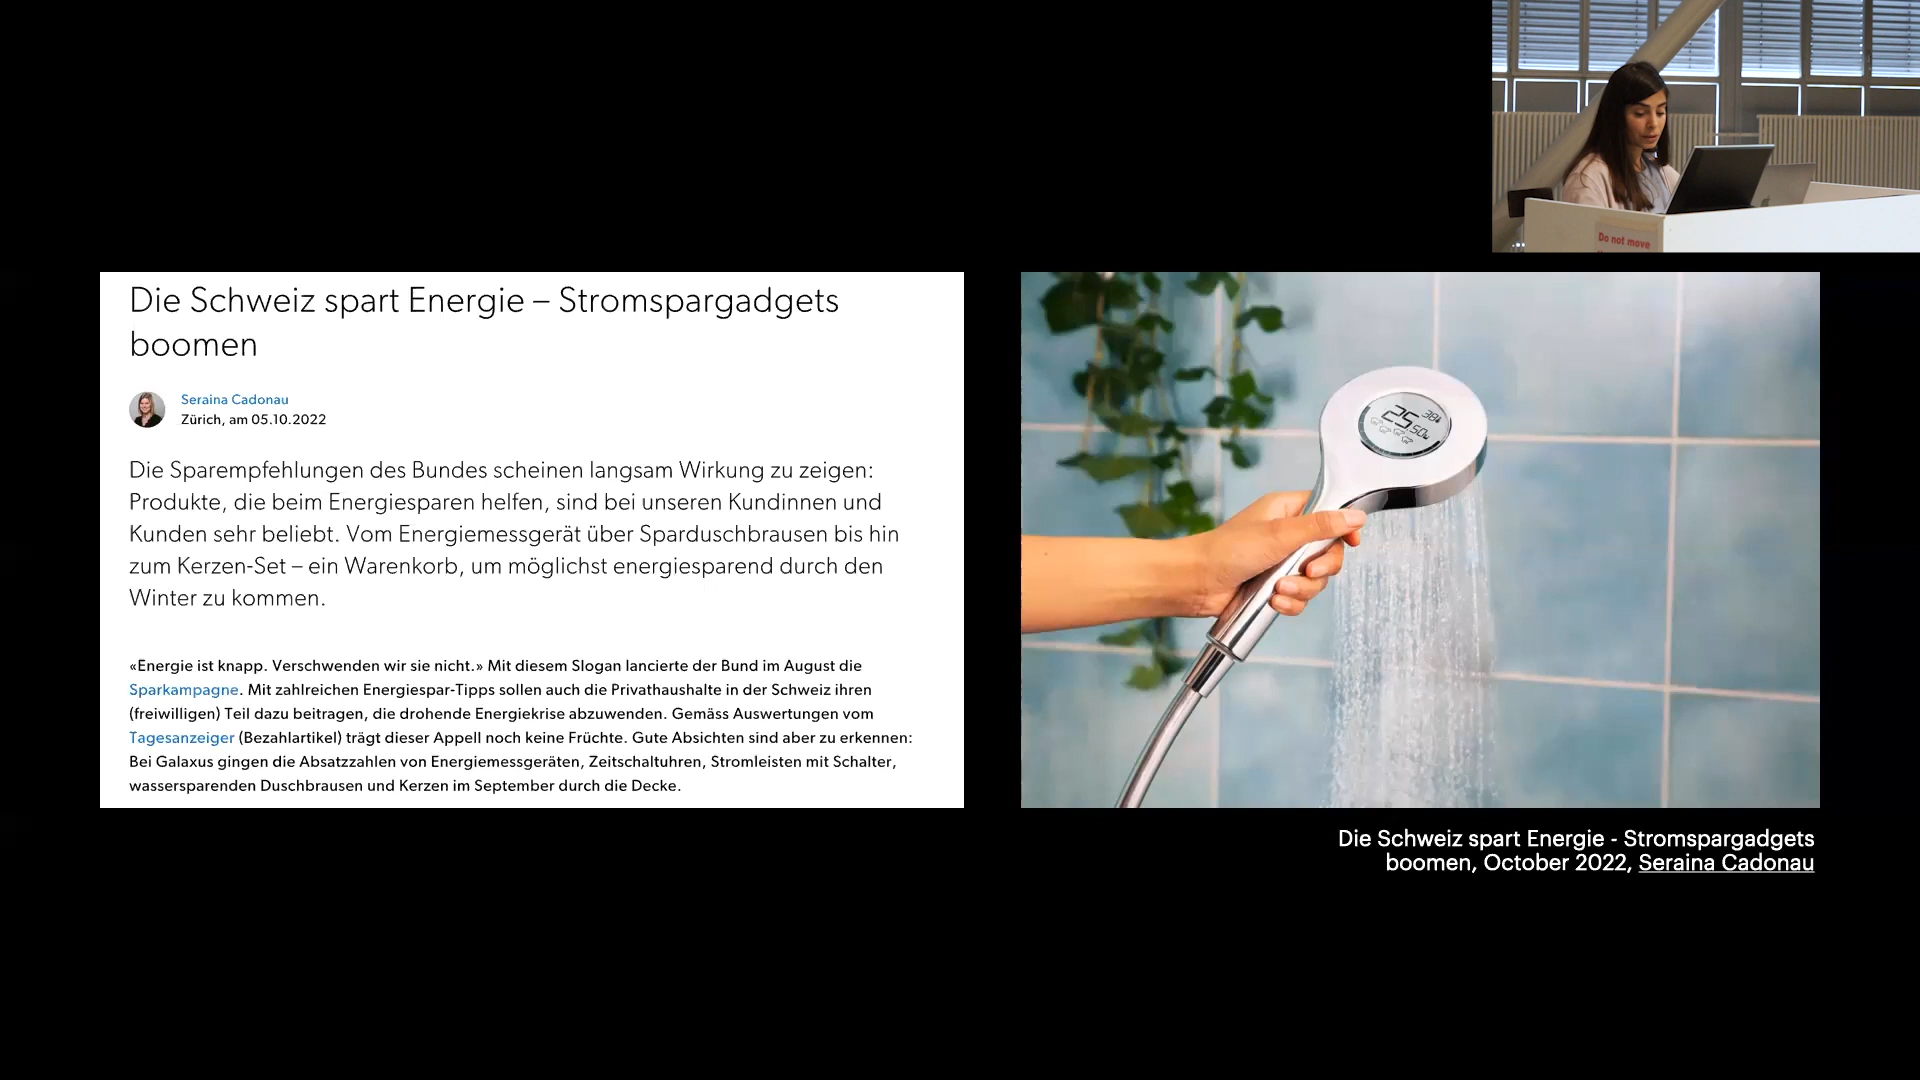 Do not move
Die Schweiz spart Energie – Stromspargadgets
boomen
Seraina Cadonau
Zürich, am 05.10.2022
Die Sparempfehlungen des Bundes scheinen langsam Wirkung zu zeigen:
Produkte, die beim Energiesparen helfen, sind bei unseren Kundinnen und
Kunden sehr beliebt. Vom Energiemessgerät über Sparduschbrausen bis hin
zum Kerzen-Set – ein Warenkorb, um möglichst energiesparend durch den
Winter zu kommen.
«Energie ist knapp. Verschwenden wir sie nicht.» Mit diesem Slogan lancierte der Bund im August die
Sparkampagne. Mit zahlreichen Energiespar-Tipps sollen auch die Privathaushalte in der Schweiz ihren
(freiwilligen) Teil dazu beitragen, die drohende Energiekrise abzuwenden. Gemäss Auswertungen vom
Tagesanzeiger (Bezahlartikel) trägt dieser Appell noch keine Früchte. Gute Absichten sind aber zu erkennen:
Bei Galaxus gingen die Absatzzahlen von Energiemessgeräten, Zeitschaltuhren, Stromleisten mit Schalter,
wassersparenden Duschbrausen und Kerzen im September durch die Decke.
25
Die Schweiz spart Energie - Stromspargadgets
boomen, October 2022, Seraina Cadonau